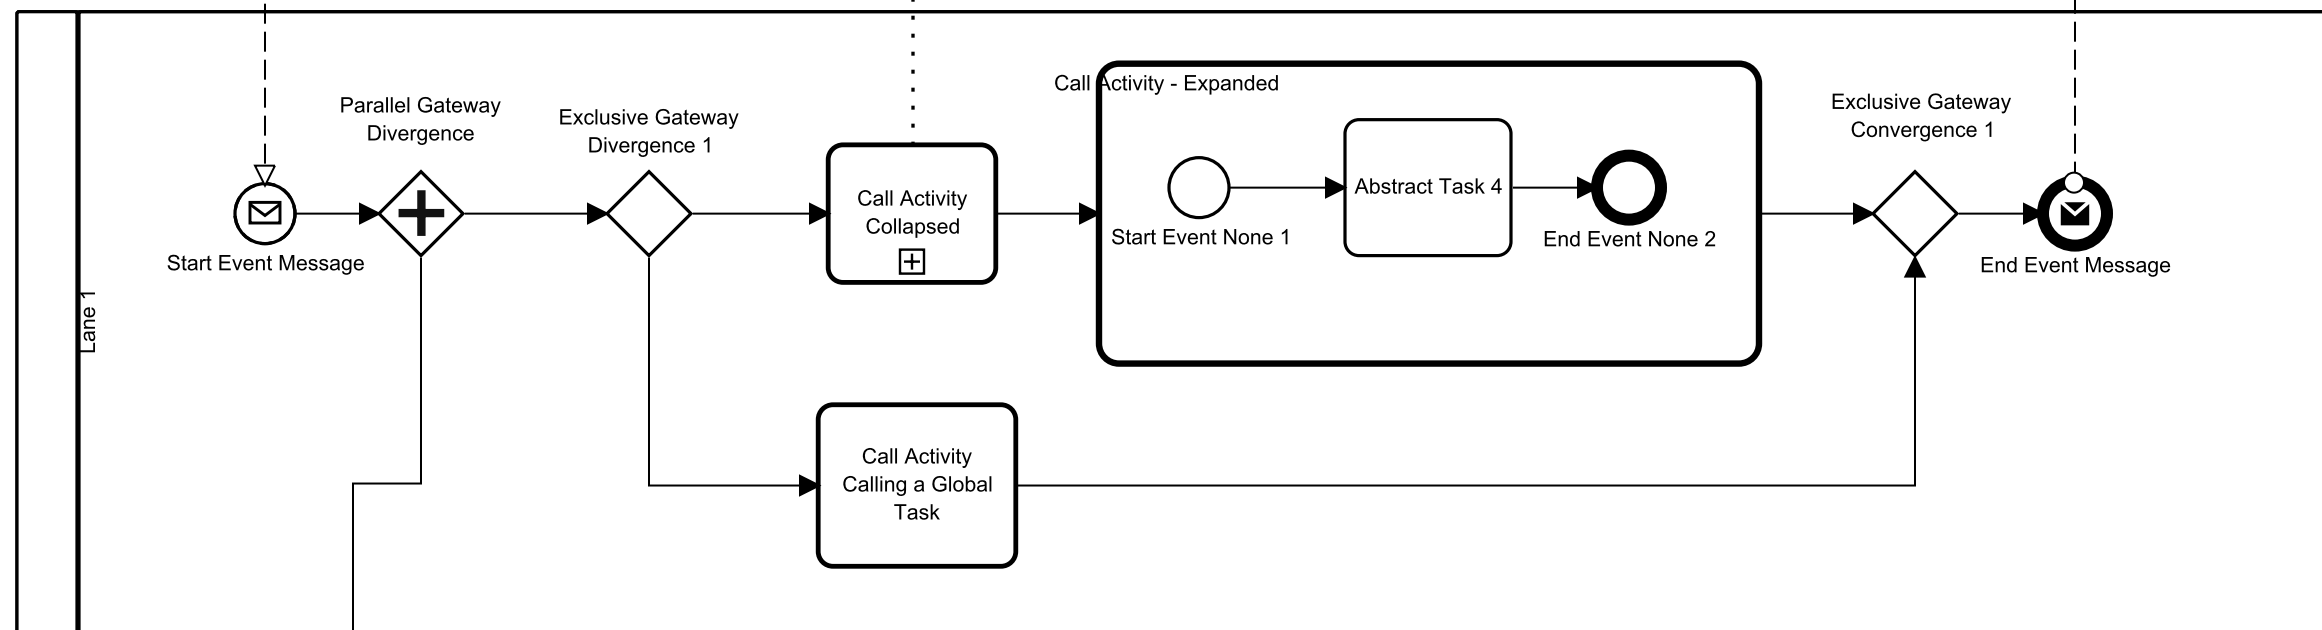 Lane 1
Start Event Message
Parallel Gateway
Divergence
Exclusive Gateway
Divergence 1
Call Activity
Collapsed
Call Activity - Expanded
Start Event None 1
Abstract Task 4
End Event None 2
Exclusive Gateway
Convergence 1
End Event Message
Call Activity
Calling a Global
Task